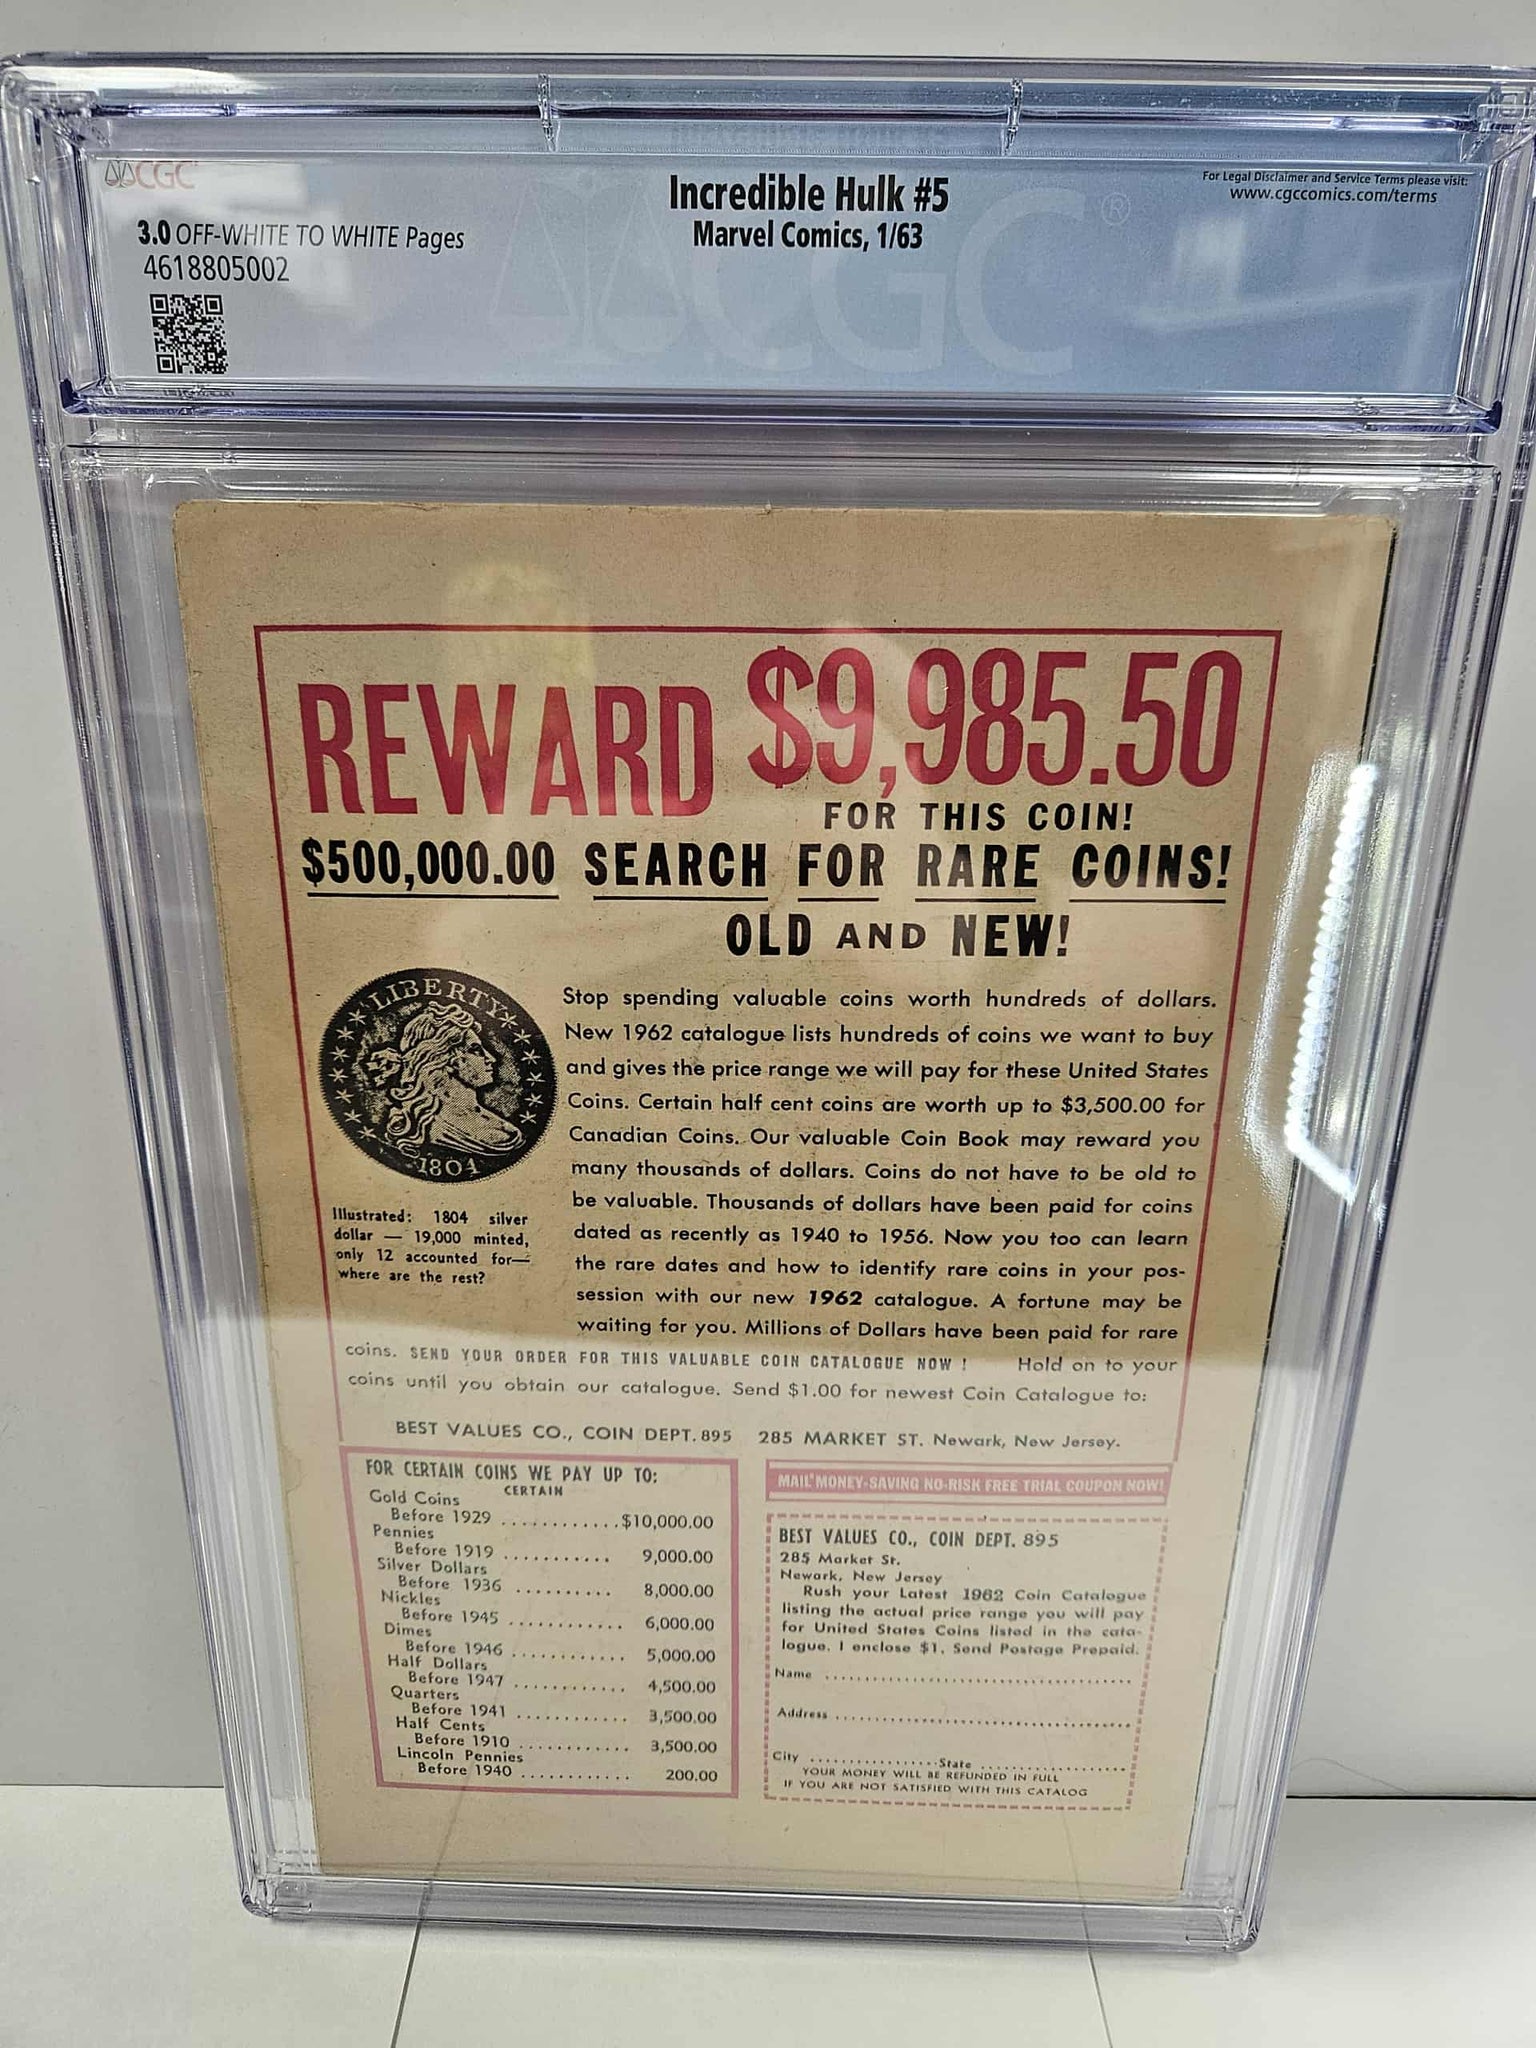 CGC
Incredible Hulk #5
For Legal Disclaimer and Service Terms please visit:
www.cgccomics.com/terms
3.0 OFF-WHITE TO WHITE Pages
Marvel Comics, 1/63
4618805002
CGC®
REWARD $9,985.50
FOR THIS COIN!
$500,000.00 SEARCH FOR RARE COINS!
OLD AND NEW!
LIBERTY
1804
Illustrated: 1804 silver
dollar — 19,000 minted,
only 12 accounted for—
where are the rest?
Stop spending valuable coins worth hundreds of dollars.
New 1962 catalogue lists hundreds of coins we want to buy
and gives the price range we will pay for these United States
Coins. Certain half cent coins are worth up to $3,500.00 for
Canadian Coins. Our valuable Coin Book may reward you
many thousands of dollars. Coins do not have to be old to
be valuable. Thousands of dollars have been paid for coins
dated as recently as 1940 to 1956. Now you too can learn
the rare dates and how to identify rare coins in your pos-
session with our new 1962 catalogue. A fortune may be
waiting for you. Millions of Dollars have been paid for rare
coins. SEND YOUR ORDER FOR THIS VALUABLE COIN CATALOGUE NOW ! Hold on to your
coins until you obtain our catalogue. Send $1.00 for newest Coin Catalogue to:
BEST VALUES CO., COIN DEPT. 895 285 MARKET ST. Newark, New Jersey.
FOR CERTAIN COINS WE PAY UP TO:
CERTAIN
Gold Coins
Before 1929 ............$10,000.00
Pennies
Before 1919 ........... 9,000.00
Silver Dollars
Before 1936 .......... 8,000.00
Nickles
Before 1945 ............ 6,000.00
Dimes
Before 1946 ............ 5,000.00
Half Dollars
Before 1947 ............ 4,500.00
Quarters
Before 1941 ............ 3,500.00
Half Cents
Before 1910 ............ 3,500.00
Lincoln Pennies
Before 1940 ............ 200.00
MAIL MONEY-SAVING NO-RISK FREE TRIAL COUPON NOW!
BEST VALUES CO., COIN DEPT. 895
285 Market St.
Newark, New Jersey
Rush your Latest 1962 Coin Catalogue
listing the actual price range you will pay
for United States Coins listed in the cata-
logue. I enclose $1. Send Postage Prepaid.
Name ........................................
Address ......................................
City .................State ...................
YOUR MONEY WILL BE REFUNDED IN FULL
IF YOU ARE NOT SATISFIED WITH THIS CATALOG